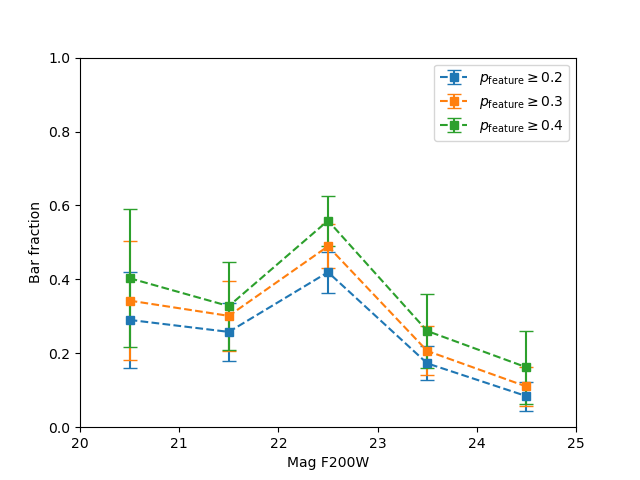 1.0
0.8
0.6
0.4
0.2
0.0
20 21 22 23 24 25
Bar fraction
Mag F200W
p_feature ≥ 0.2
p_feature ≥ 0.3
p_feature ≥ 0.4